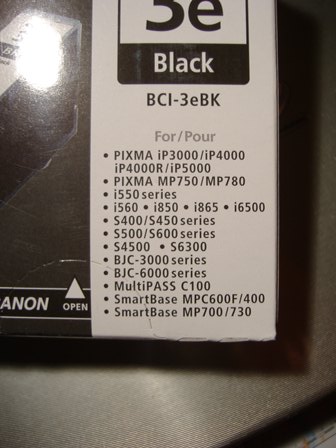 3e
Black
BCI-3eBK
For/Pour
• PIXMA iP3000/iP4000
iP4000R/iP5000
• PIXMA MP750/MP780
• i550 series
• i560 • i850 • i865 • i6500
• S400/S450 series
• S500/S600 series
• S4500 • S6300
• BJC-3000 series
• BJC-6000 series
• MultiPASS C100
• SmartBase MPC600F/400
• SmartBase MP700/730
CANON
OPEN